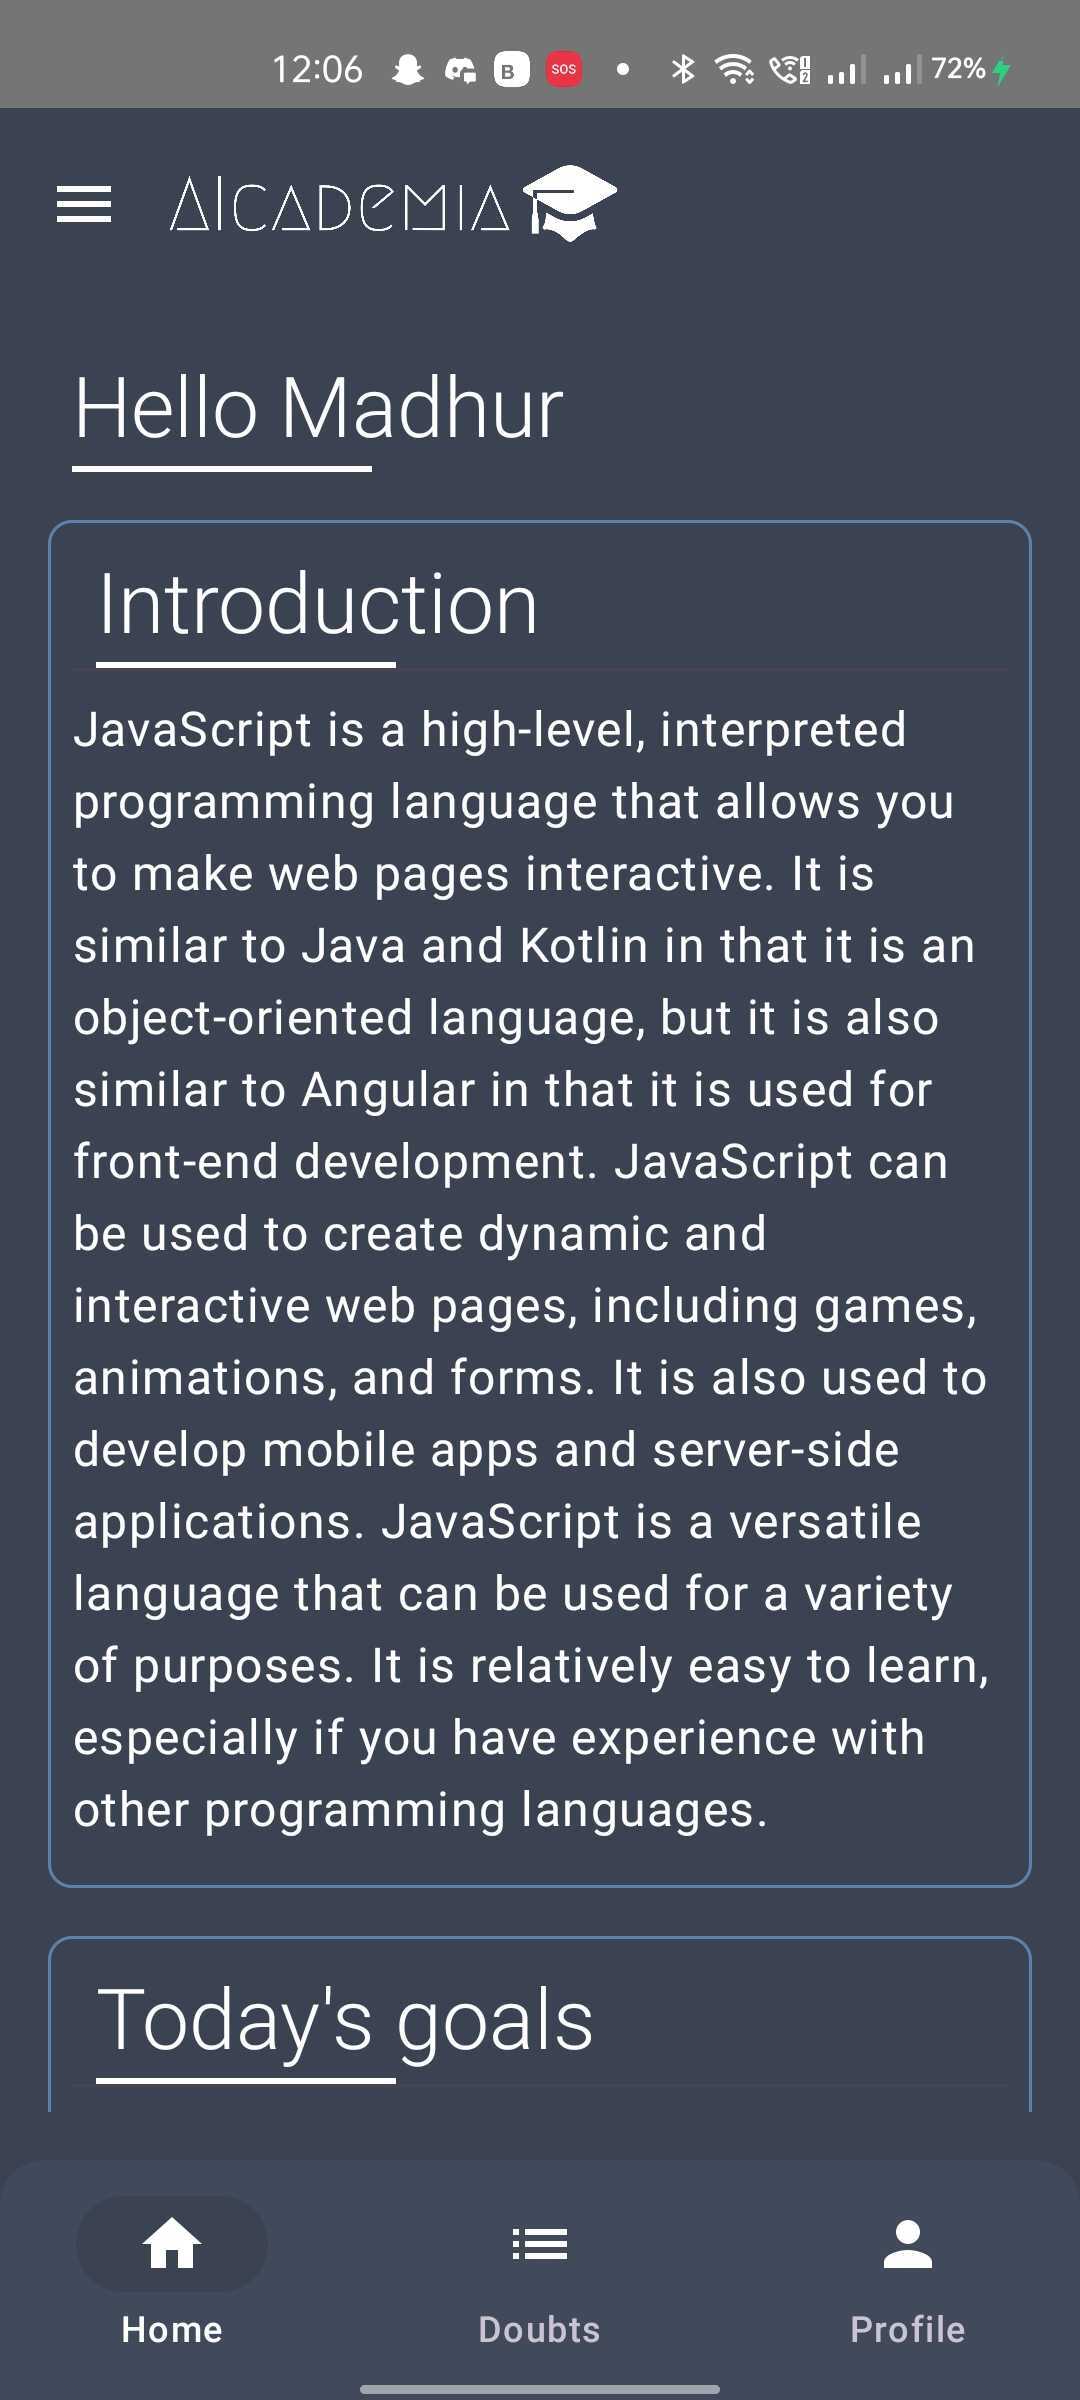 12:06 B SOS 72%
AICADEMIA
Hello Madhur
Introduction
JavaScript is a high-level, interpreted
programming language that allows you
to make web pages interactive. It is
similar to Java and Kotlin in that it is an
object-oriented language, but it is also
similar to Angular in that it is used for
front-end development. JavaScript can
be used to create dynamic and
interactive web pages, including games,
animations, and forms. It is also used to
develop mobile apps and server-side
applications. JavaScript is a versatile
language that can be used for a variety
of purposes. It is relatively easy to learn,
especially if you have experience with
other programming languages.
Today's goals
Home Doubts Profile